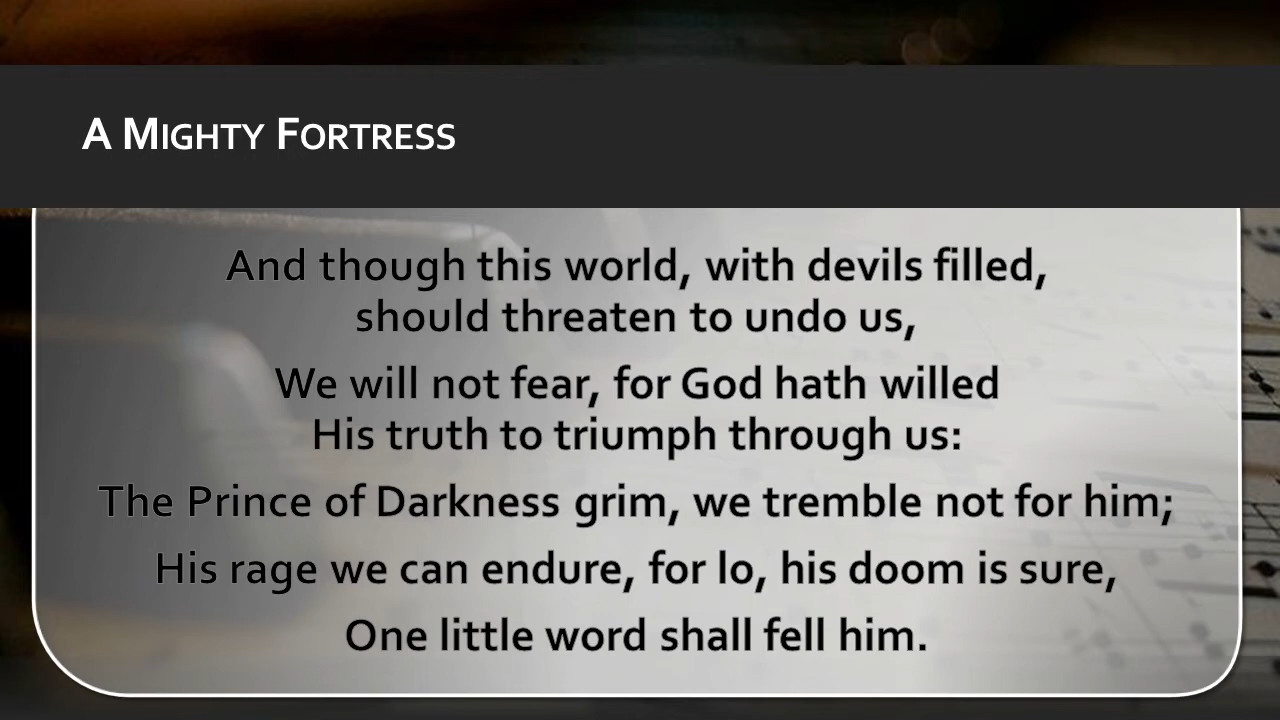 A Mighty Fortress
And though this world, with devils filled,
should threaten to undo us,
We will not fear, for God hath willed
His truth to triumph through us:
The Prince of Darkness grim, we tremble not for him;
His rage we can endure, for lo, his doom is sure,
One little word shall fell him.